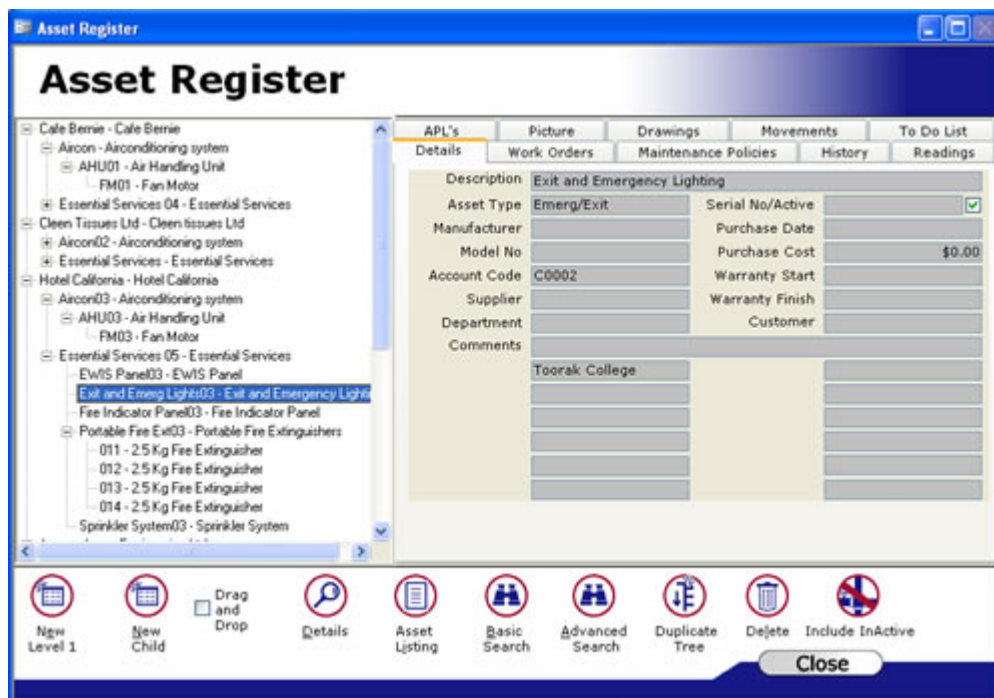 Asset Register
Asset Register
Cafe Bernie - Cafe Bernie
Aircon - Airconditioning system
AHU01 - Air Handling Unit
FM01 - Fan Motor
Essential Services 04 - Essential Services
Cleen Tissues Ltd - Cleen tissues Ltd
Aircon02 - Airconditioning system
Essential Services - Essential Services
Hotel California - Hotel California
Aircon03 - Airconditioning system
AHU03 - Air Handling Unit
FM03 - Fan Motor
Essential Services 05 - Essential Services
EWIS Panel03 - EWIS Panel
Exit and Emerg Lights03 - Exit and Emergency Lighti
Fire Indicator Panel03 - Fire Indicator Panel
Portable Fire Ext03 - Portable Fire Extinguishers
011 - 2.5 Kg Fire Extinguisher
012 - 2.5 Kg Fire Extinguisher
013 - 2.5 Kg Fire Extinguisher
014 - 2.5 Kg Fire Extinguisher
Sprinkler System03 - Sprinkler System
APL's Picture Drawings Movements To Do List
Details Work Orders Maintenance Policies History Readings
Description Exit and Emergency Lighting
Asset Type Emerg/Exit Serial No/Active
Manufacturer Purchase Date
Model No Purchase Cost $0.00
Account Code C0002 Warranty Start
Supplier Warranty Finish
Department Customer
Comments
Toorak College
New Level 1
New Child
Drag and Drop
Details
Asset Listing
Basic Search
Advanced Search
Duplicate Tree
Delete
Include InActive
Close